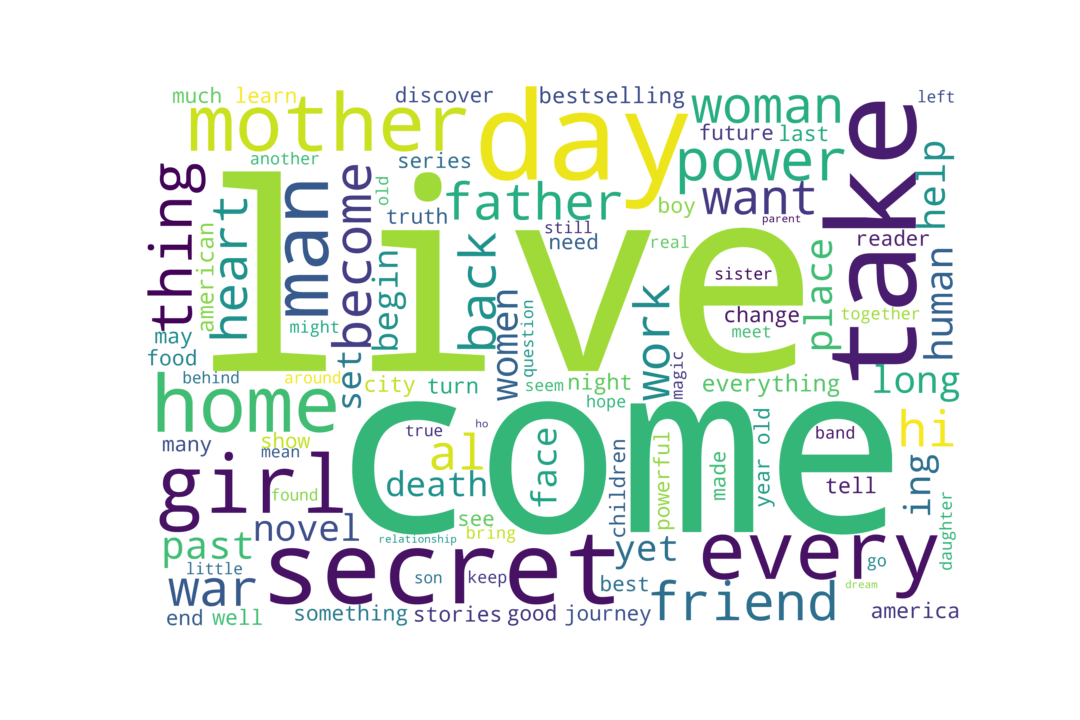 much learn
discover
bestselling
left
mother
day
woman
take
future last
another
series
power
help
thing
man
become
old
truth
father
want
boy
parent
heart
american
live
begin
back
still
need
real
reader
human
place
sister
women
question
work
change
meet
together
might
may
food
behind
around
set
city turn
seem
night
hope
magic
everything
long
home
come
true
ho
al
face
band
hi
many
show
mean
girl
found
death
children
powerful
made
year old
tell
ing
daughter
novel
see
bring
relationship
past
secret
yet
every
go
war
little
son
keep
best
friend
dream
end well
something
stories
good
journey
america